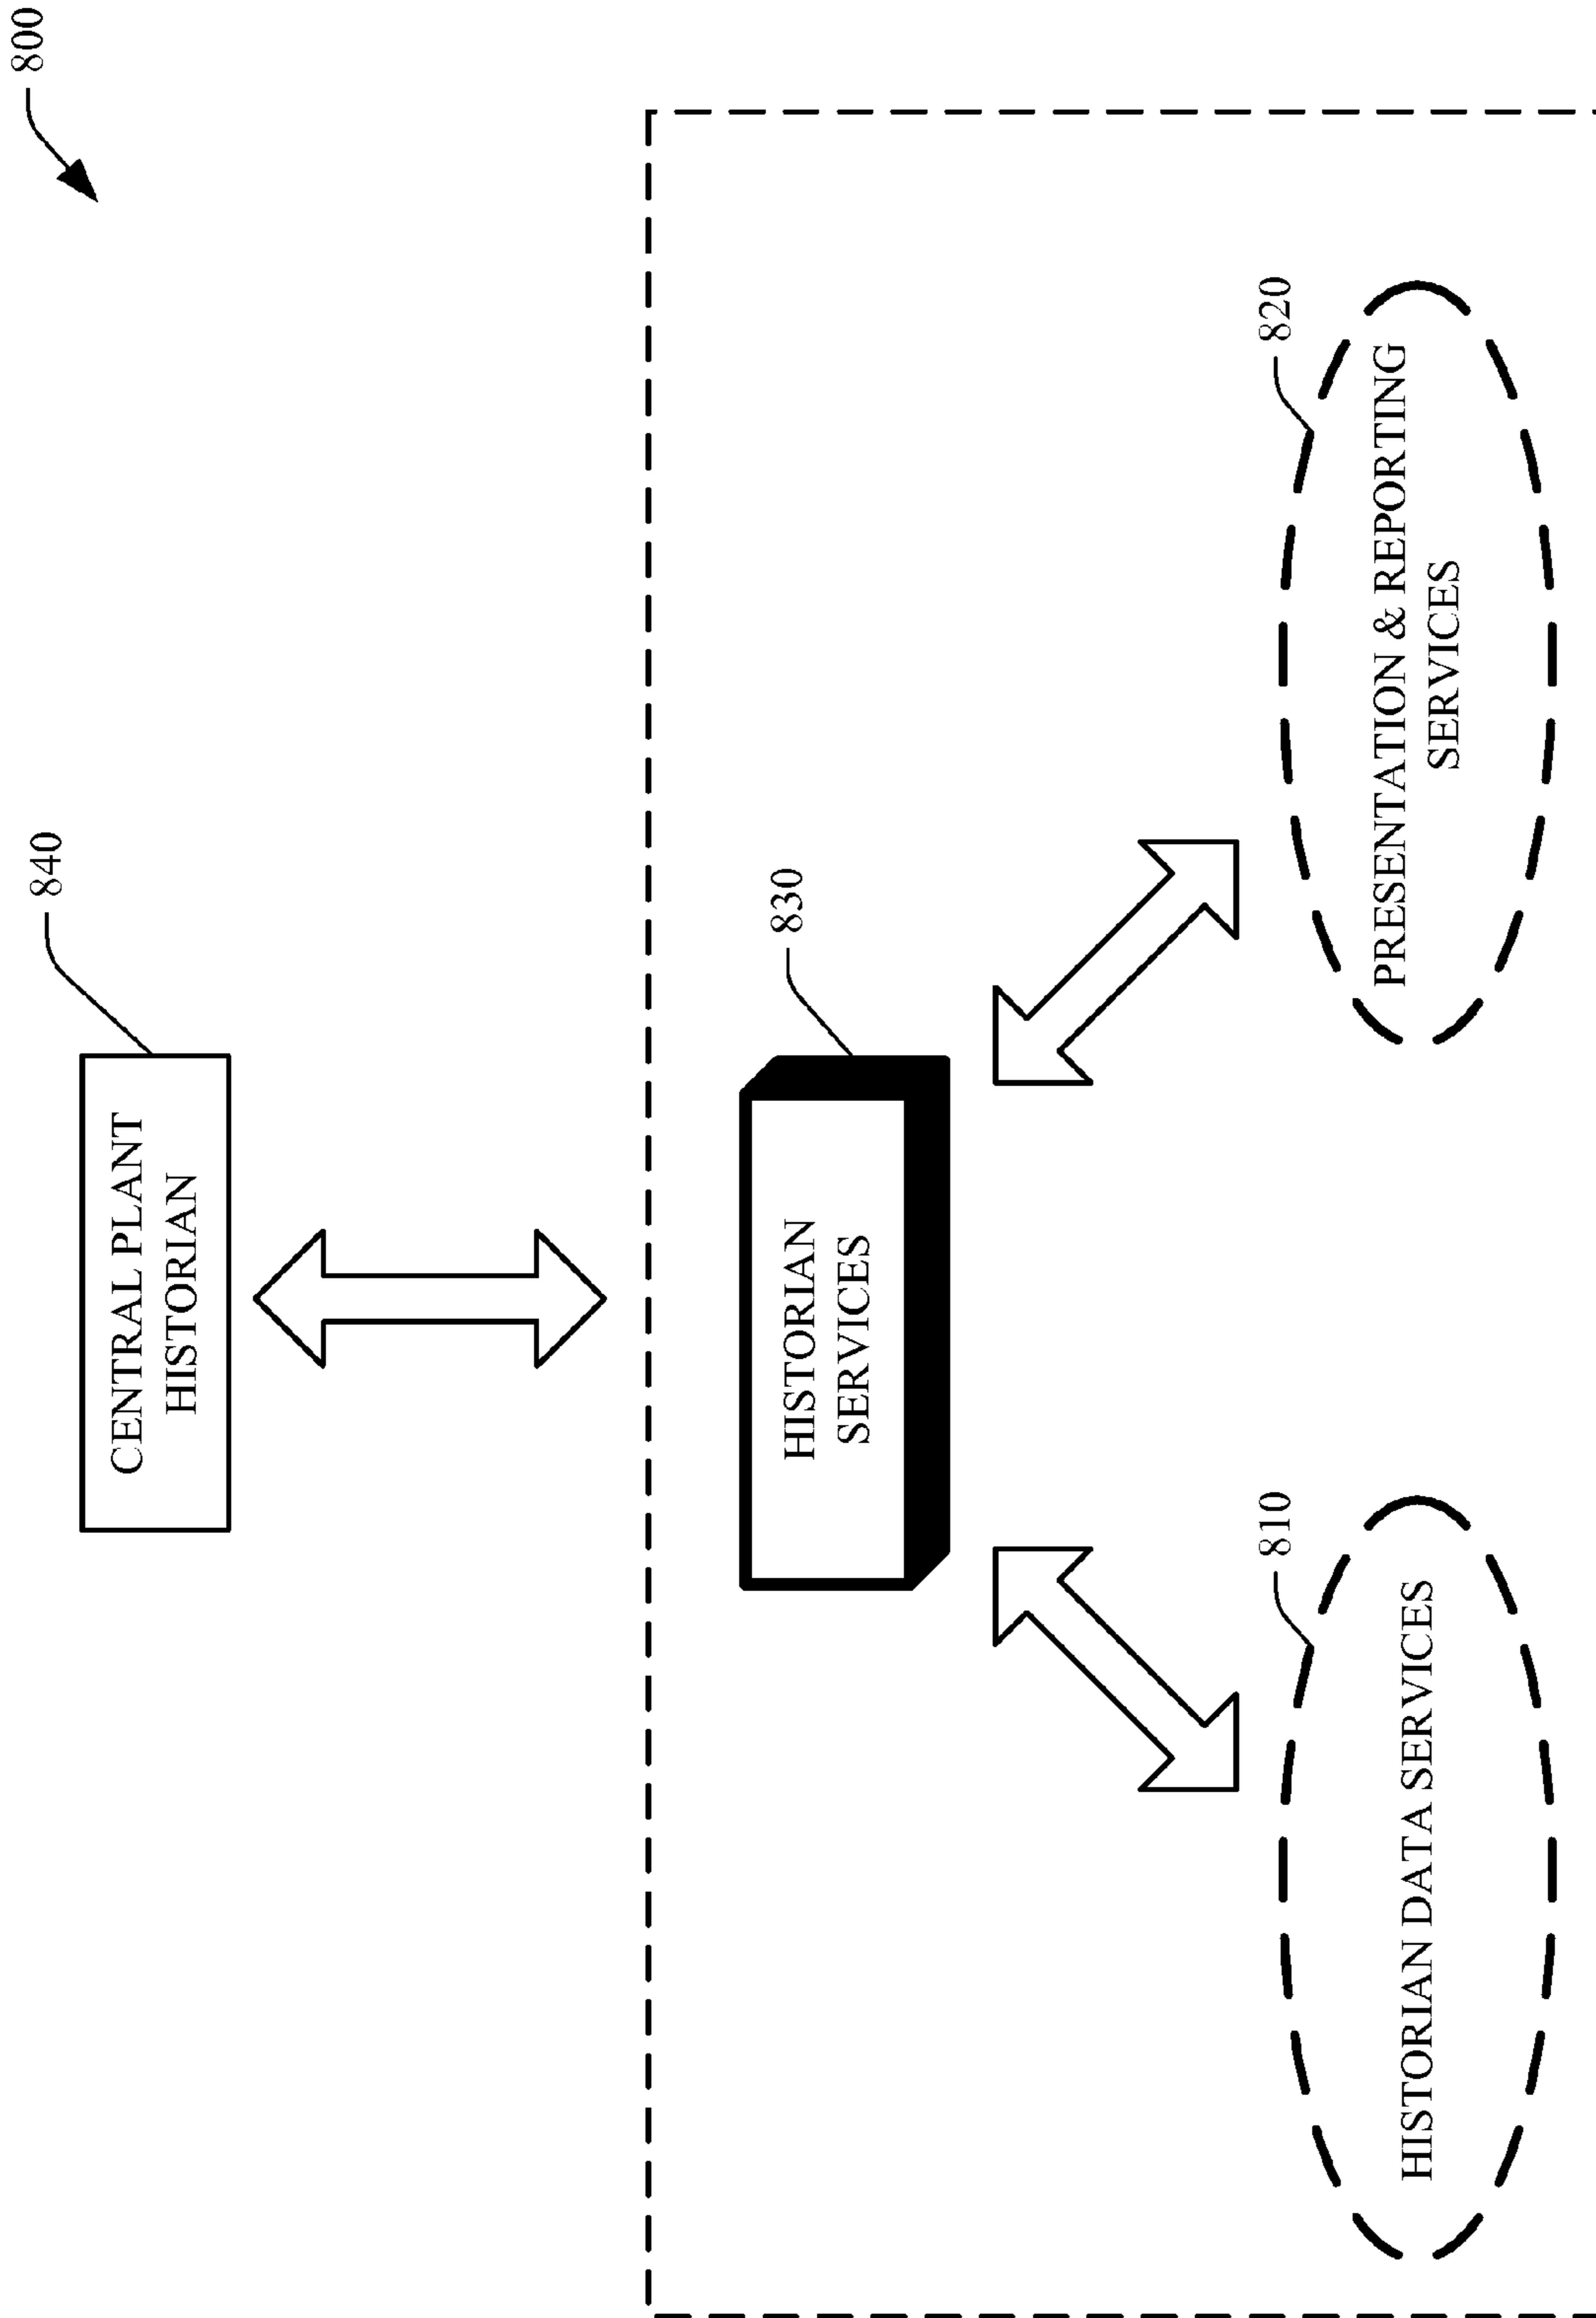 800
840
CENTRAL PLANT
HISTORIAN
830
HISTORIAN
SERVICES
810
HISTORIAN DATA SERVICES
820
PRESENTATION & REPORTING
SERVICES